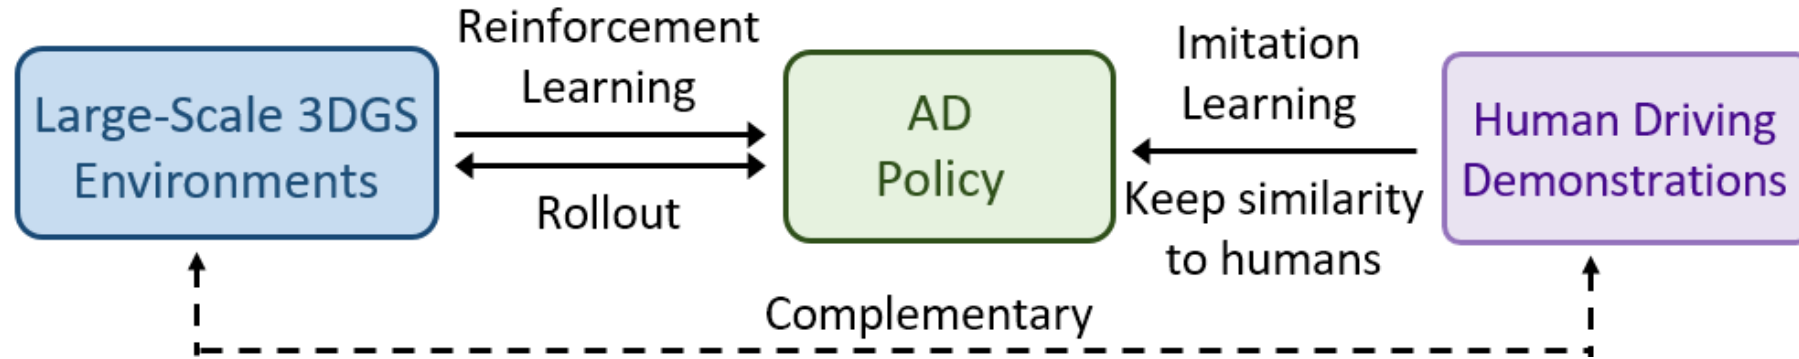 Large-Scale 3DGS
Environments
Reinforcement
Learning
Rollout
AD
Policy
Imitation
Learning
Keep similarity
to humans
Human Driving
Demonstrations
Complementary